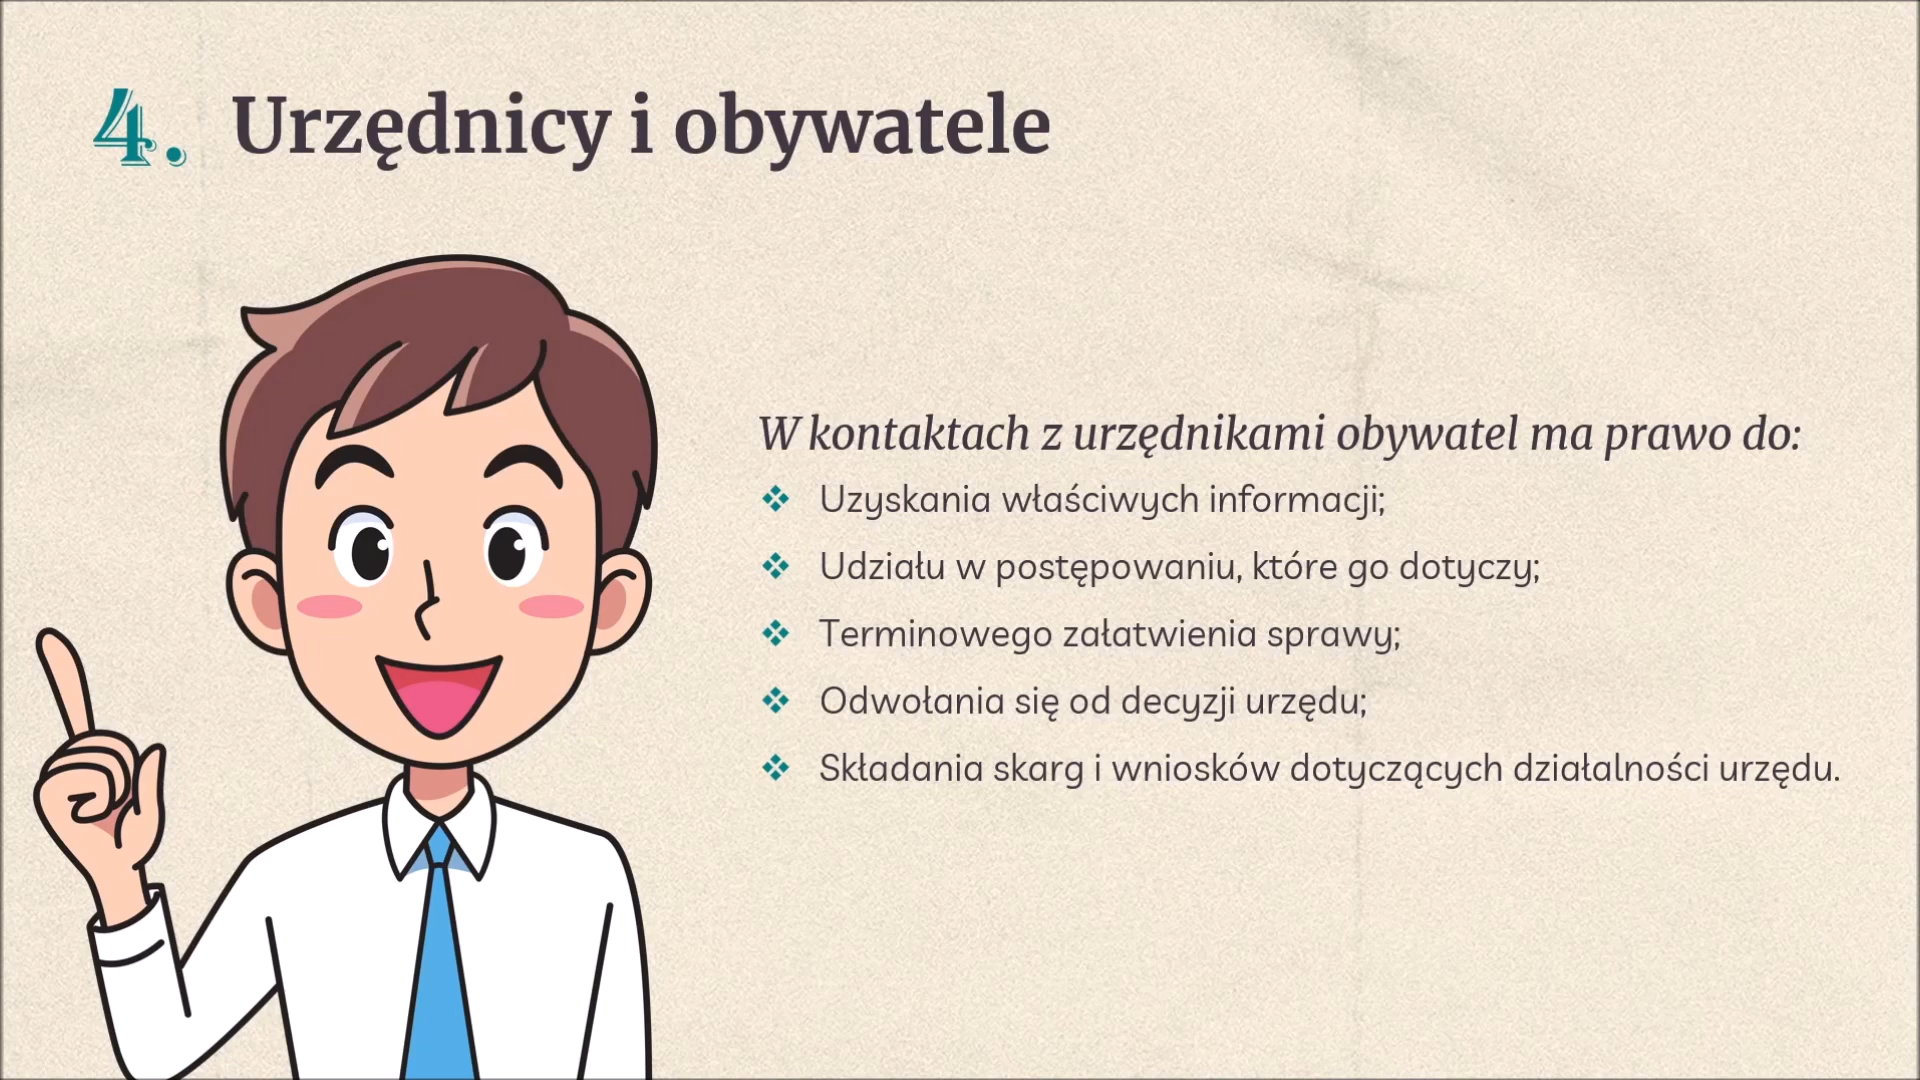 4. Urzędnicy i obywatele
W kontaktach z urzędnikami obywatel ma prawo do:
❖ Uzyskania właściwych informacji;
❖ Udziału w postępowaniu, które go dotyczy;
❖ Terminowego załatwienia sprawy;
❖ Odwołania się od decyzji urzędu;
❖ Składania skarg i wniosków dotyczących działalności urzędu.